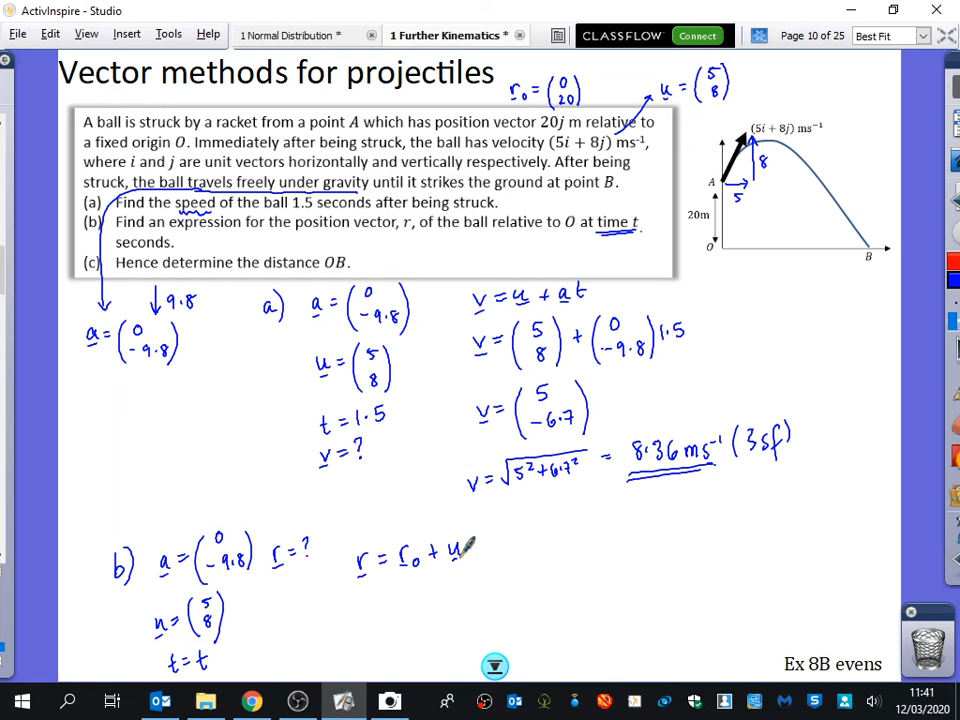 ActivInspire - Studio
File Edit View Insert Tools Help
1 Normal Distribution *
1 Further Kinematics *
CLASSFLOW Connect
Page 10 of 25
Best Fit
Vector methods for projectiles
r₀ = (0 20)
u = (5 8)
A ball is struck by a racket from a point A which has position vector 20j m relative to
a fixed origin O. Immediately after being struck, the ball has velocity (5i + 8j) ms⁻¹,
where i and j are unit vectors horizontally and vertically respectively. After being
struck, the ball travels freely under gravity until it strikes the ground at point B.
(a) Find the speed of the ball 1.5 seconds after being struck.
(b) Find an expression for the position vector, r, of the ball relative to O at time t
seconds.
(c) Hence determine the distance OB.
(5i + 8j) ms⁻¹
8
A
5
20m
O
B
9.8
a = (0 -9.8)
a) a = (0 -9.8)
u = (5 8)
t = 1.5
v = ?
v = u + at
v = (5 8) + (0 -9.8) 1.5
v = (5 -6.7)
v = √5² + 6.7² = 8.36 ms⁻¹ (3sf)
b) a = (0 -9.8) r = ?
u = (5 8)
t = t
r = r₀ + u
Ex 8B evens
11:41
12/03/2020